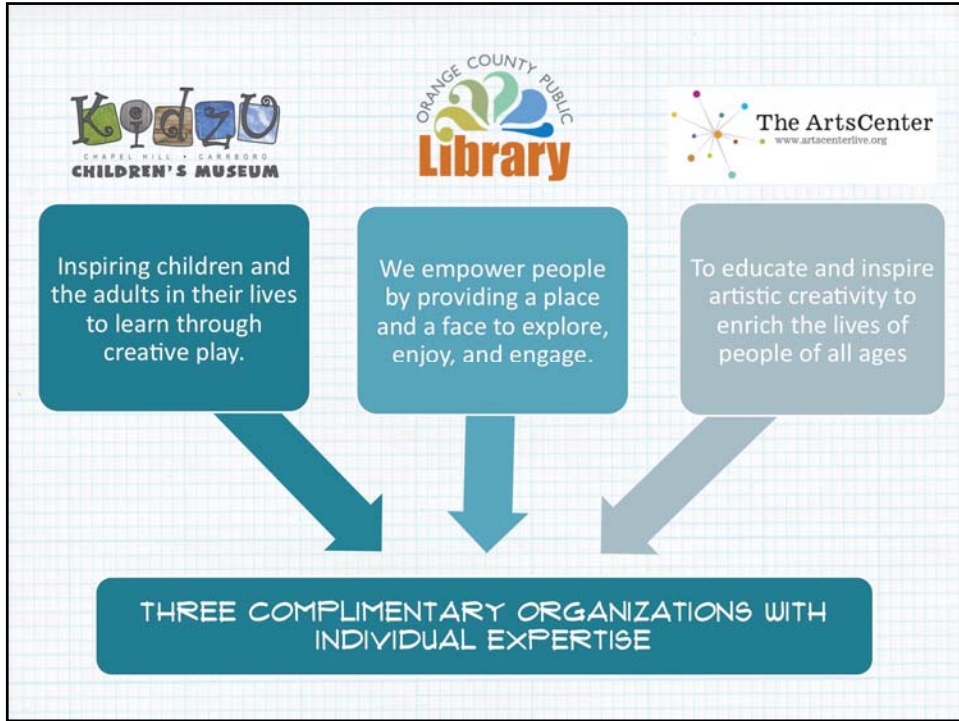 Kidzu
CHAPEL HILL • CARRBORO
CHILDREN'S MUSEUM
ORANGE COUNTY PUBLIC
Library
The ArtsCenter
www.artscenterlive.org
Inspiring children and
the adults in their lives
to learn through
creative play.
We empower people
by providing a place
and a face to explore,
enjoy, and engage.
To educate and inspire
artistic creativity to
enrich the lives of
people of all ages
THREE COMPLIMENTARY ORGANIZATIONS WITH
INDIVIDUAL EXPERTISE